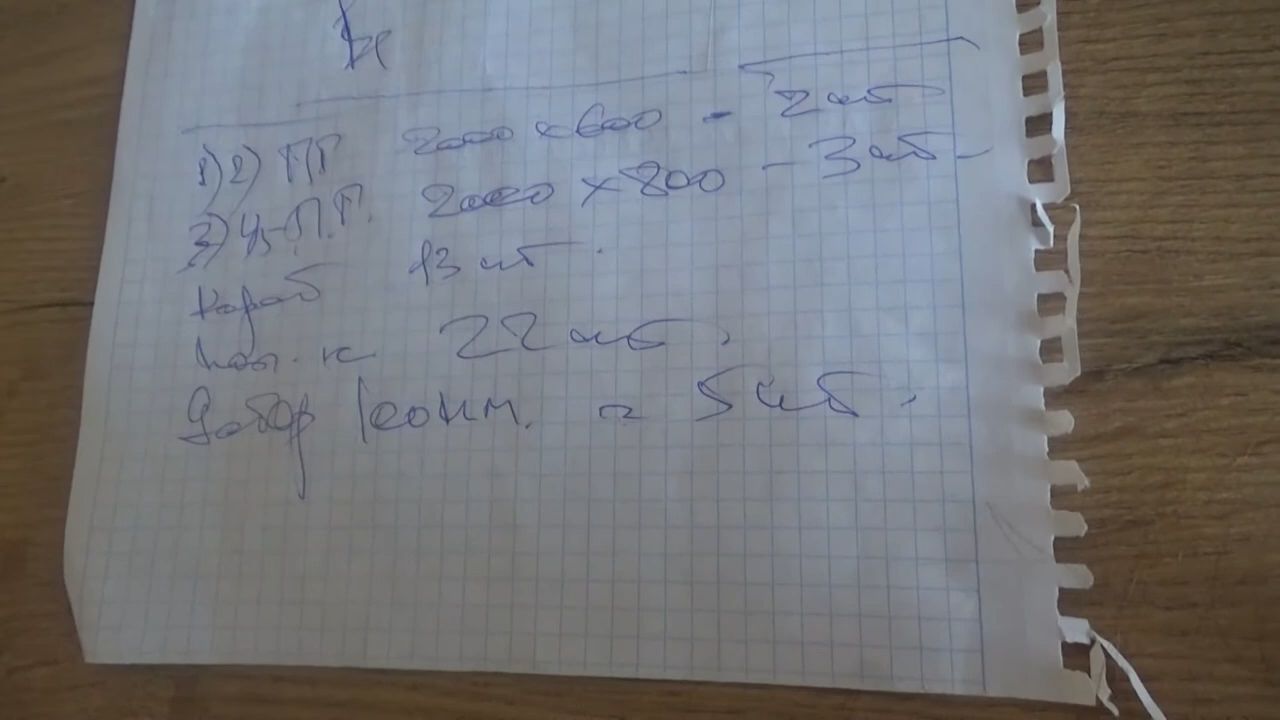 1) 2) ПГ 2000 x 600 - 2 шт
3) 4,5-П.Г. 2000 x 800 - 3 шт
короб 13 шт.
нал. к 22 шт.
Добор 100мм. = 5 шт.